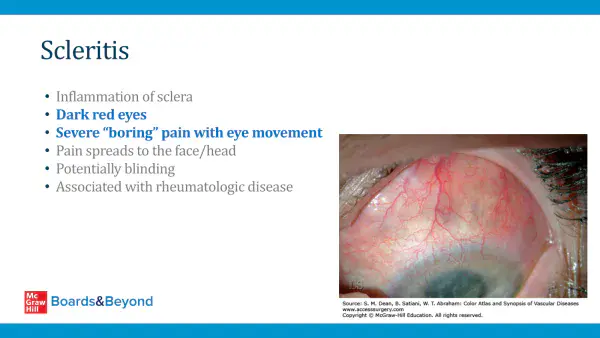 Scleritis
• Inflammation of sclera
• Dark red eyes
• Severe “boring” pain with eye movement
• Pain spreads to the face/head
• Potentially blinding
• Associated with rheumatologic disease
Mc
Graw
Hill
Boards&Beyond
Source: S. M. Dean, B. Satiani, W. T. Abraham: Color Atlas and Synopsis of Vascular Diseases
www.accesssurgery.com
Copyright © McGraw-Hill Education. All rights reserved.